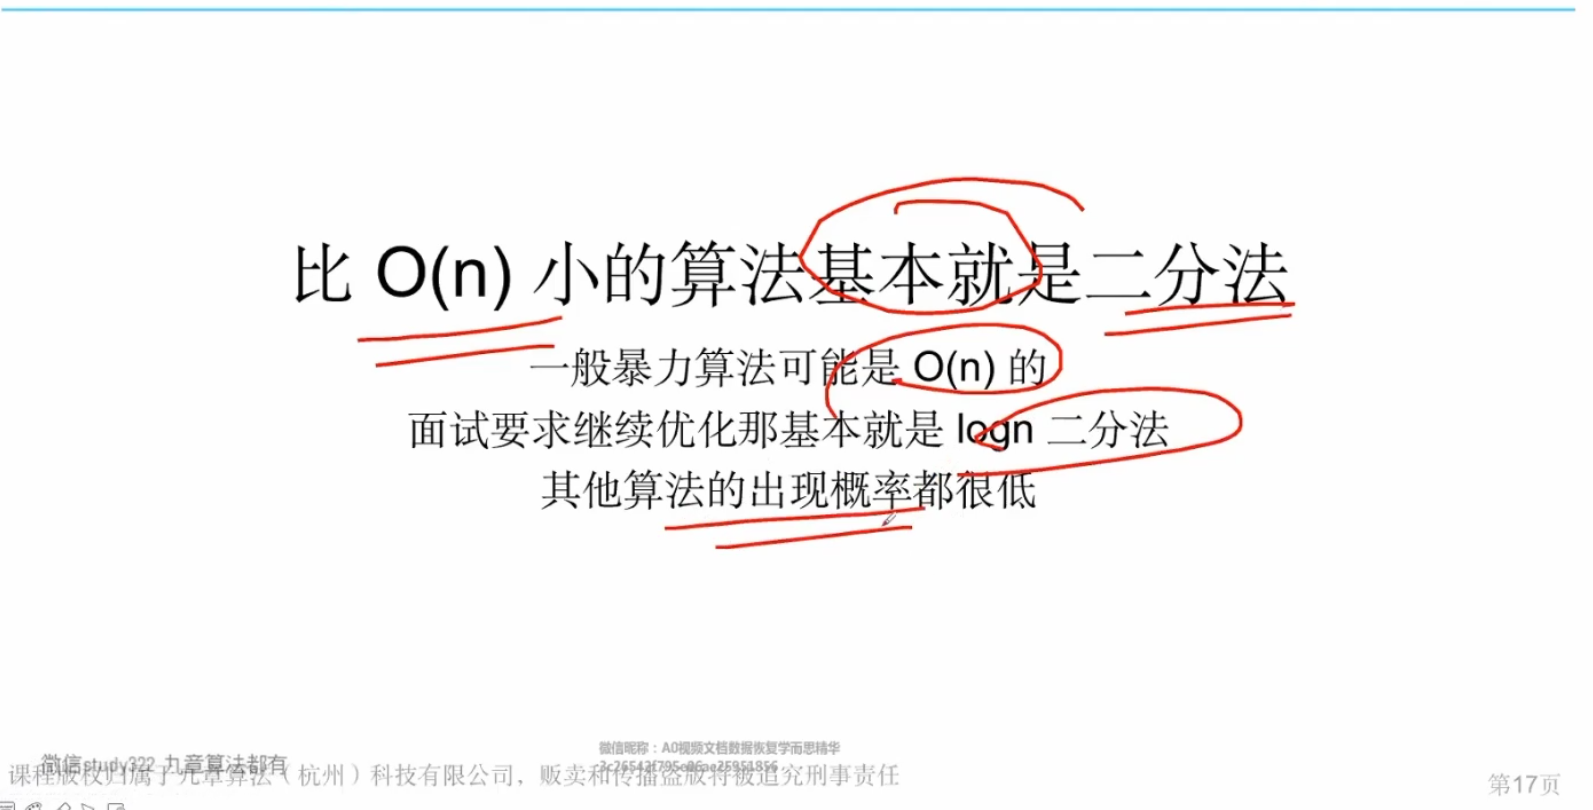 比 O(n) 小的算法基本就是二分法
一般暴力算法可能是 O(n) 的
面试要求继续优化那基本就是 logn 二分法
其他算法的出现概率都很低
微信study322 九章算法都有
微信昵称：A0视频文档数据恢复学而思精华
课程版权归属于九章算法（杭州）科技有限公司，贩卖和传播盗版将被追究刑事责任
第17页